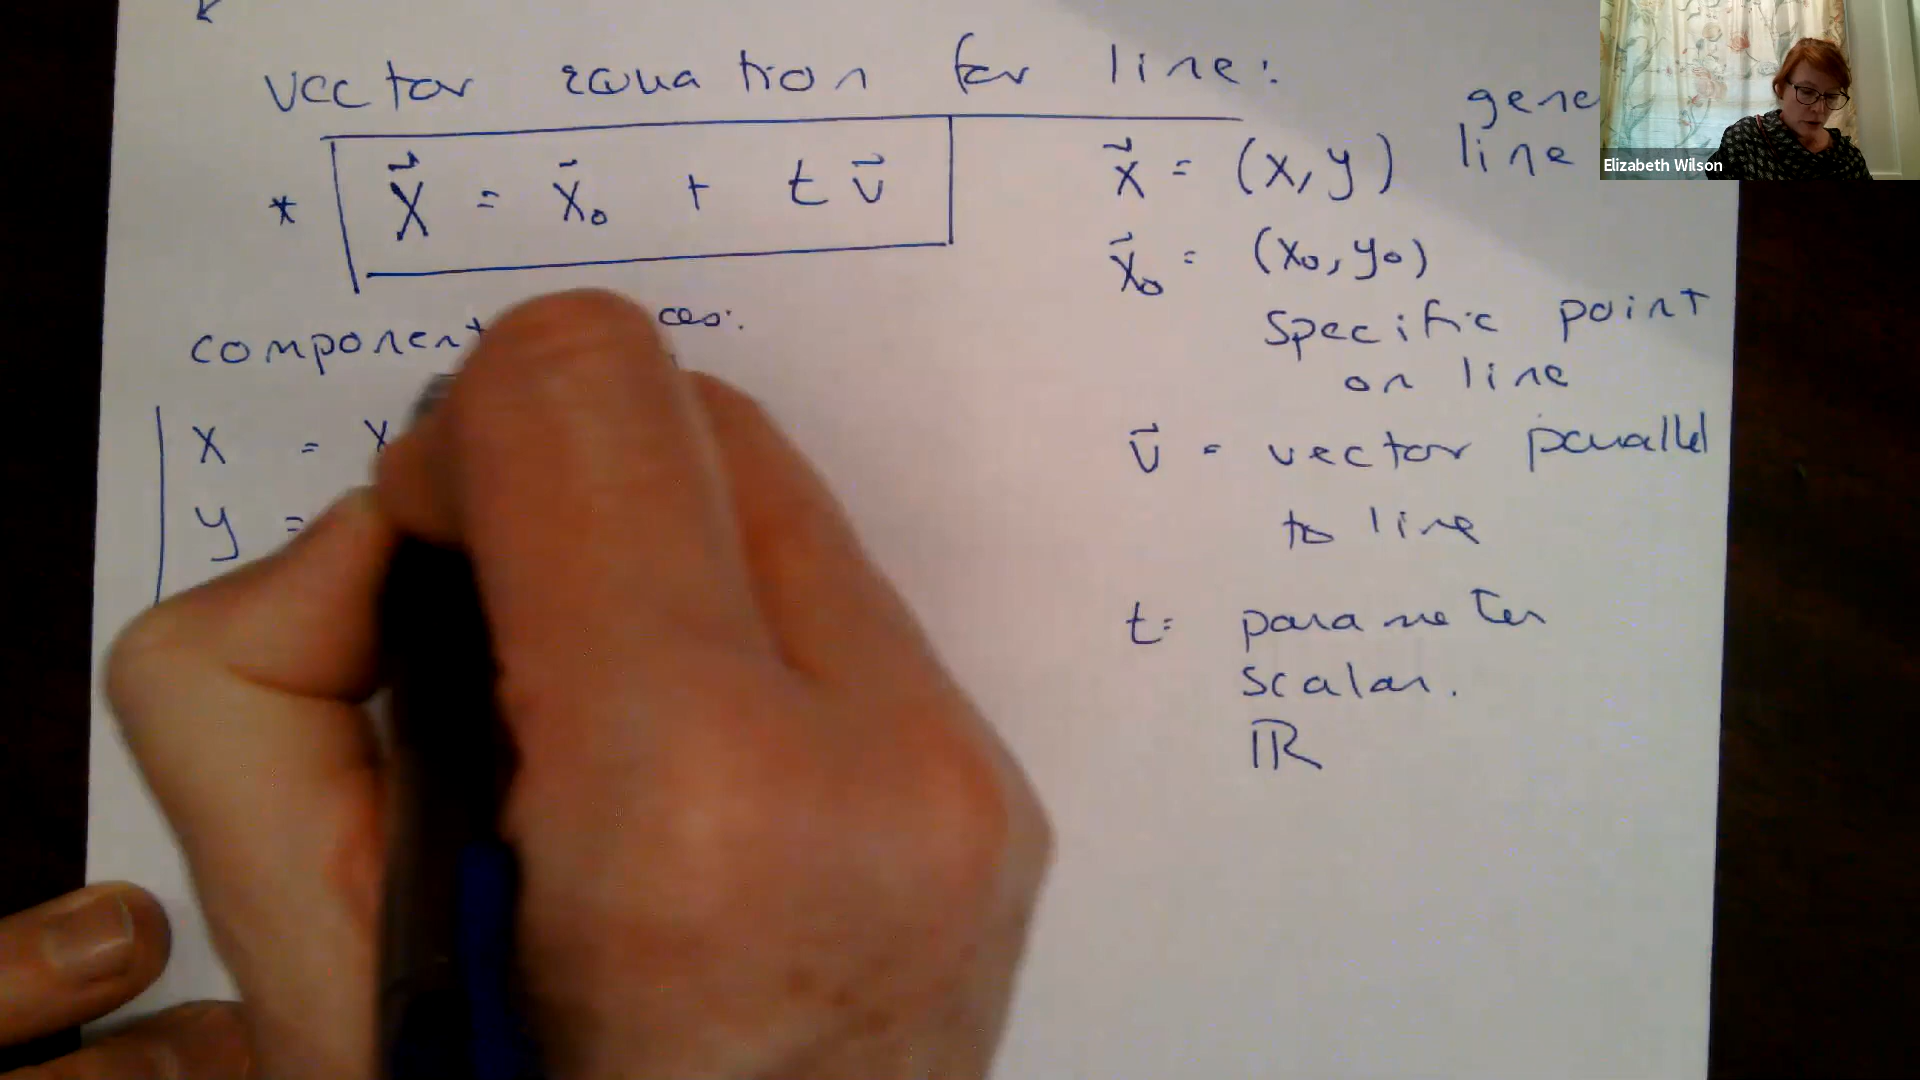 vector equation for line:
* x⃗ = x⃗₀ + t v⃗
component
x = x
y =
x⃗ = (x, y)
line
x⃗₀ = (x₀, y₀)
specific point
on line
v⃗ = vector parallel
to line
t = parameter
scalar.
ℝ
Elizabeth Wilson